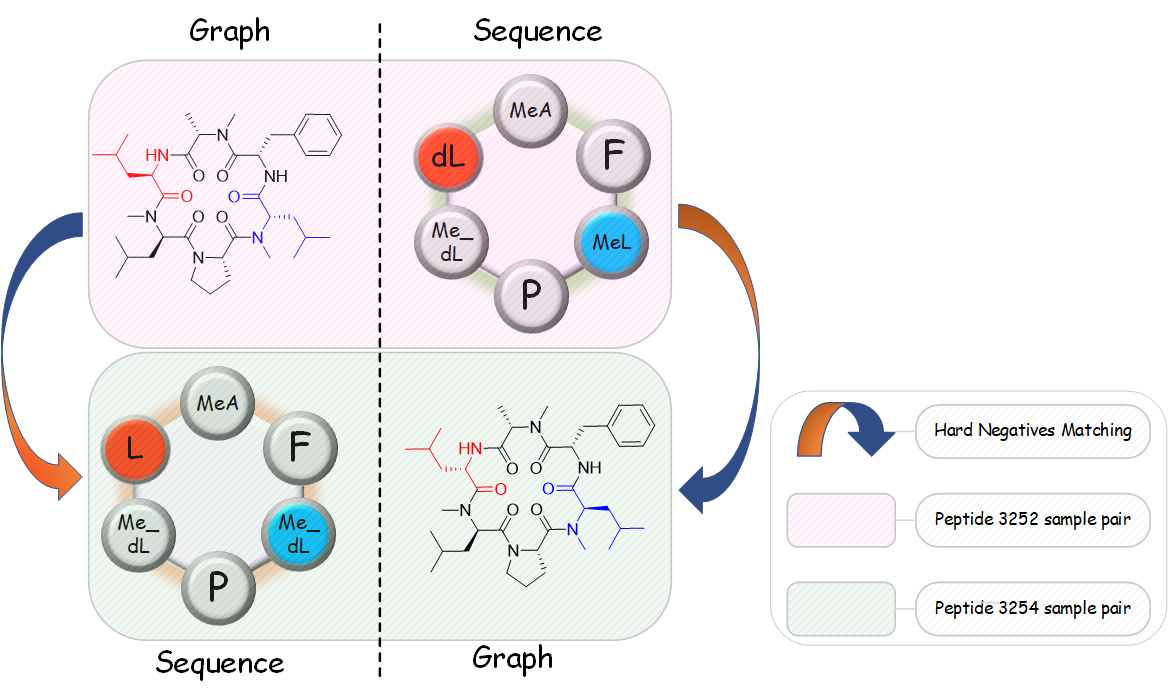 Graph
Sequence
HN
N
O
O
NH
O
O
N
O
O
N
N
MeA
dL
F
Me_
dL
MeL
P
MeA
L
F
Me_
dL
Me_
dL
P
HN
N
O
O
NH
O
O
N
O
O
N
N
Hard Negatives Matching
Peptide 3252 sample pair
Peptide 3254 sample pair
Sequence
Graph